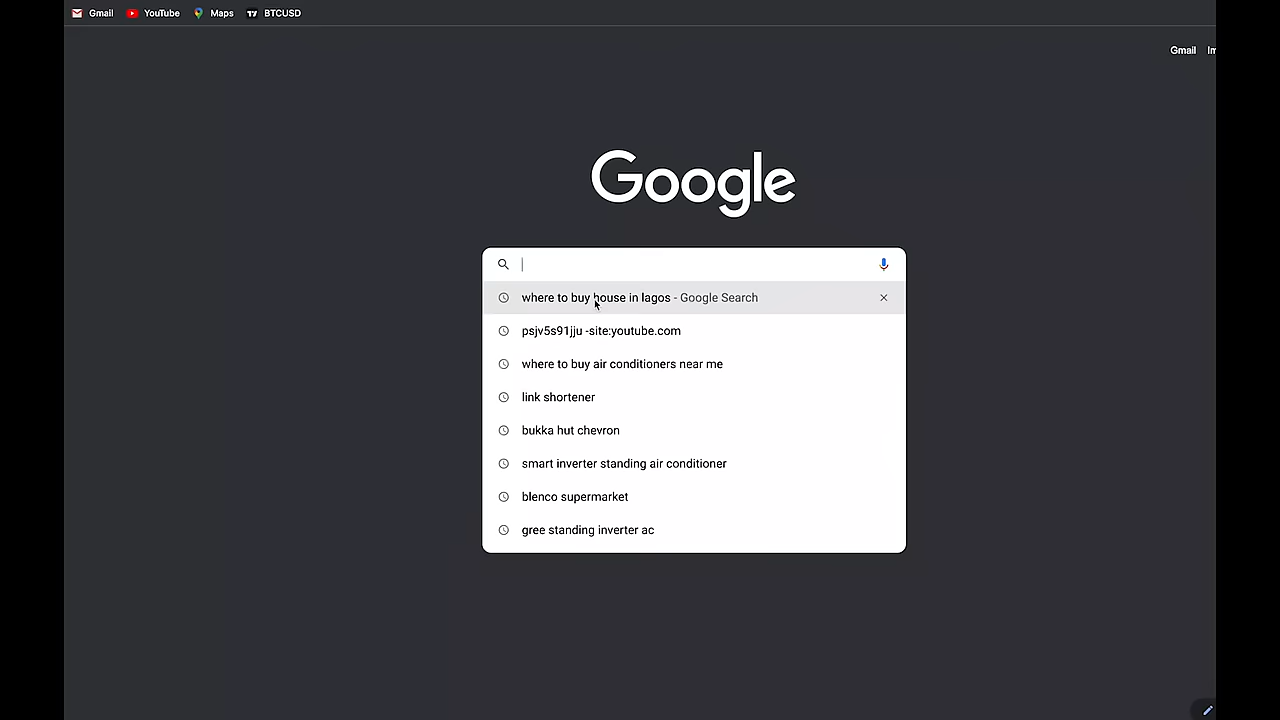 Gmail YouTube Maps BTCUSD
Gmail
Google
where to buy house in lagos - Google Search
psjv5s91jju -site:youtube.com
where to buy air conditioners near me
link shortener
bukka hut chevron
smart inverter standing air conditioner
blenco supermarket
gree standing inverter ac